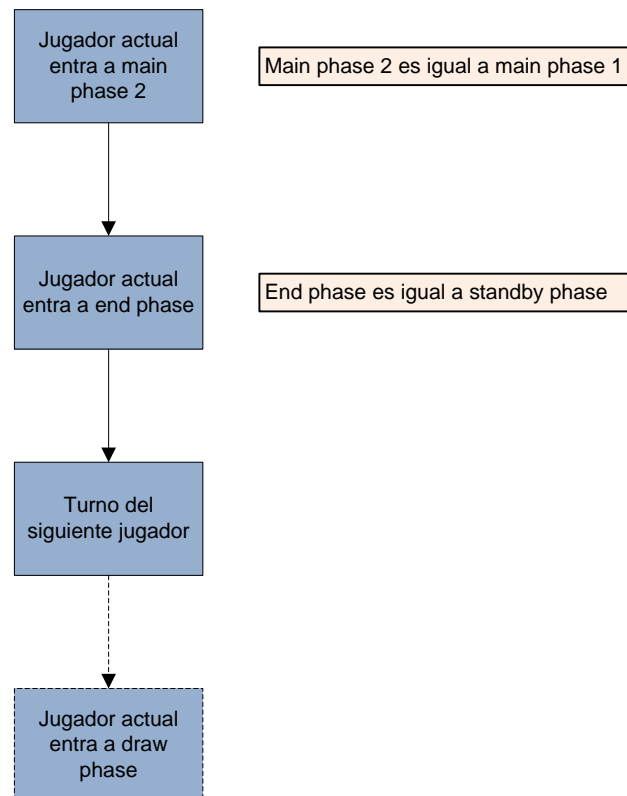 Jugador actual
entra a main
phase 2
Main phase 2 es igual a main phase 1
Jugador actual
entra a end phase
End phase es igual a standby phase
Turno del
siguiente jugador
Jugador actual
entra a draw
phase